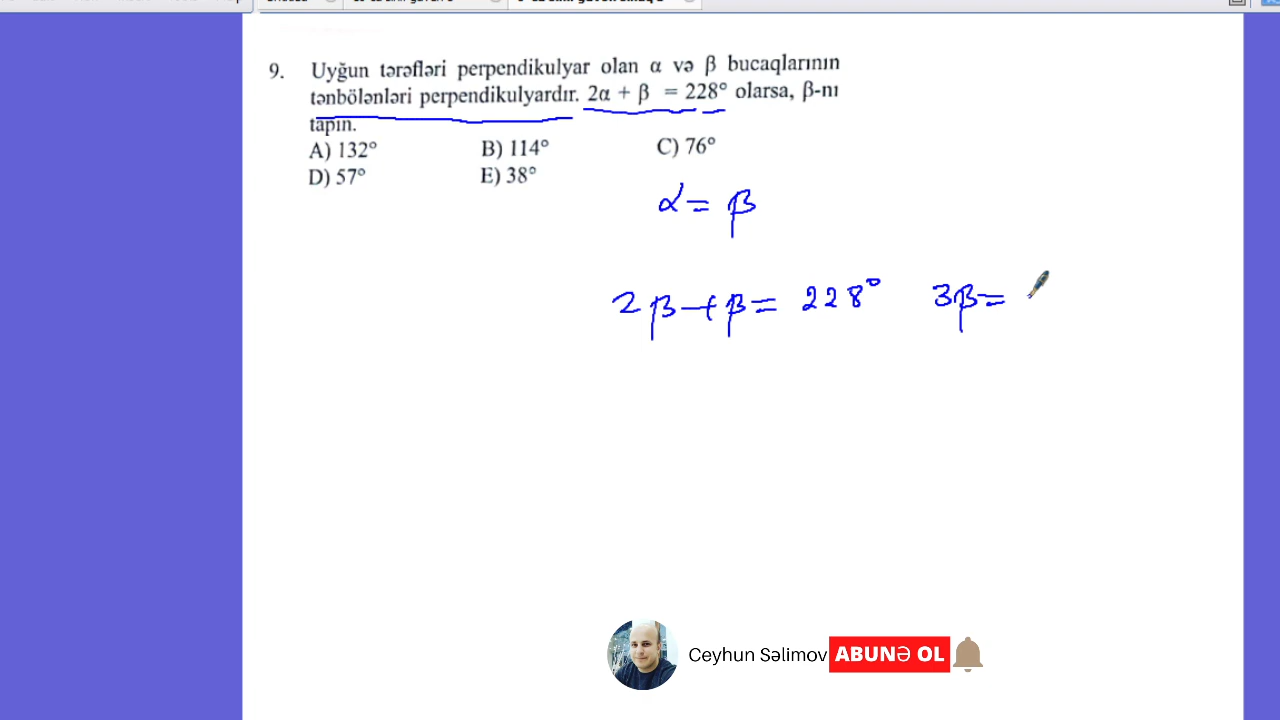 9. Uyğun tərəfləri perpendikulyar olan α və β bucaqlarının
tənbölənləri perpendikulyardır. 2α + β = 228° olarsa, β-nı
tapın.
A) 132° B) 114° C) 76°
D) 57° E) 38°
α = β
2β + β = 228° 3β =
Ceyhun Səlimov ABUNƏ OL